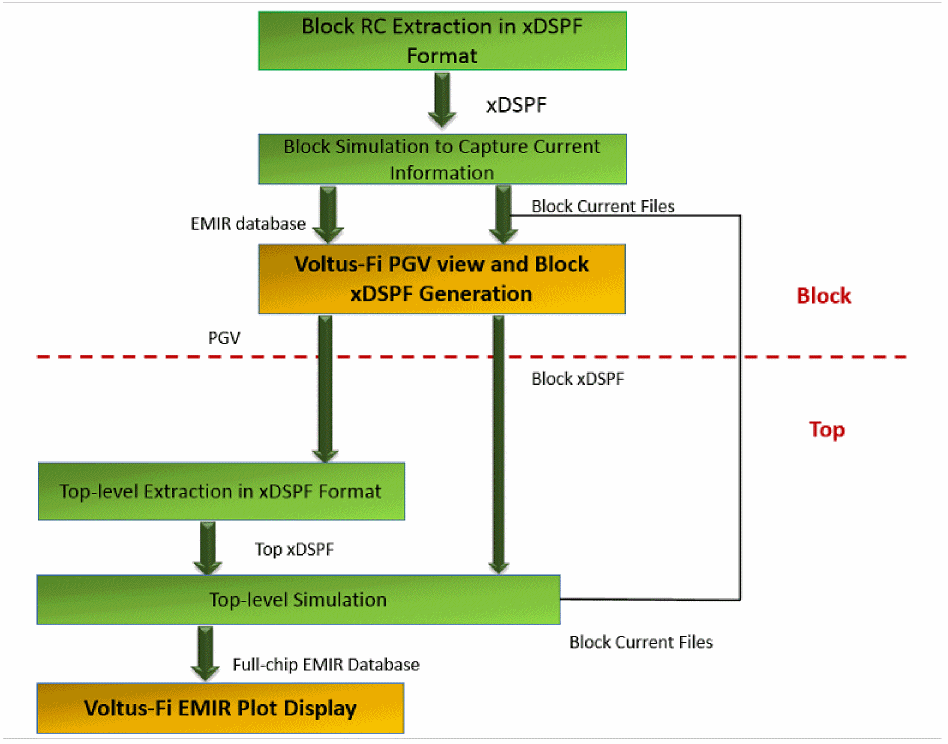 Block RC Extraction in xDSPF
Format
xDSPF
Block Simulation to Capture Current
Information
EMIR database
Block Current Files
Voltus-Fi PGV view and Block
xDSPF Generation
Block
PGV
Block xDSPF
Top
Top-level Extraction in xDSPF Format
Top xDSPF
Top-level Simulation
Block Current Files
Full-chip EMIR Database
Voltus-Fi EMIR Plot Display